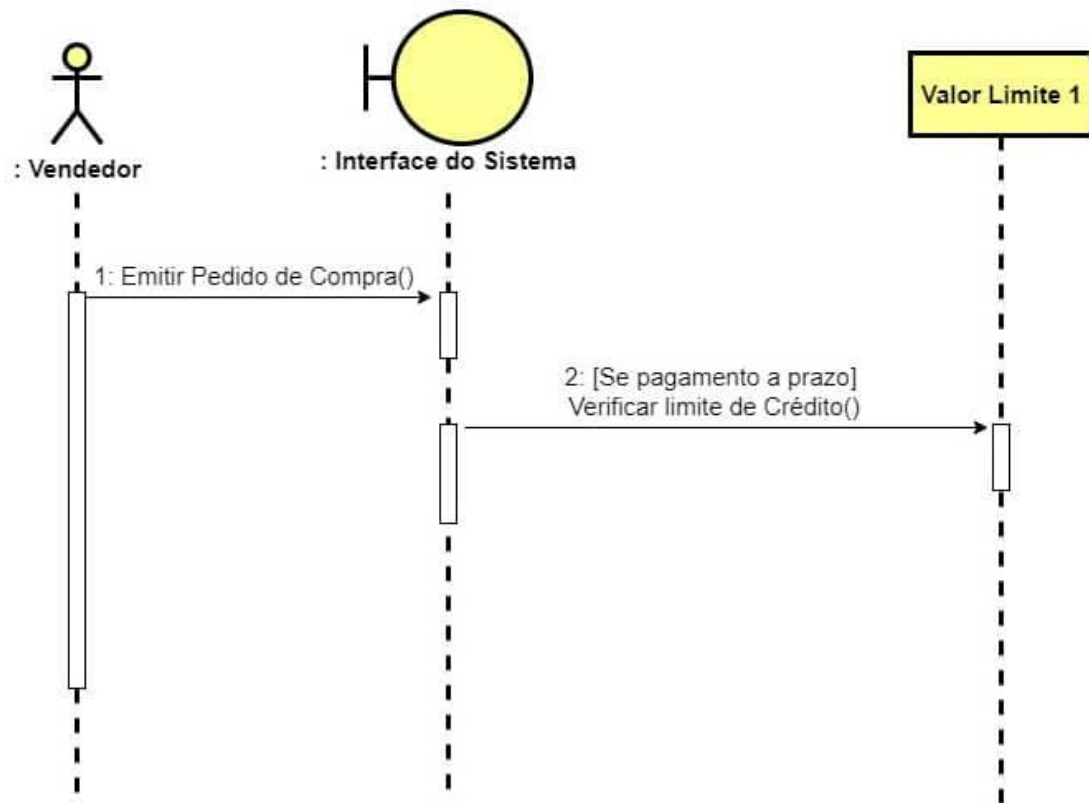 Valor Limite 1
: Vendedor
: Interface do Sistema
1: Emitir Pedido de Compra()
2: [Se pagamento a prazo]
Verificar limite de Crédito()